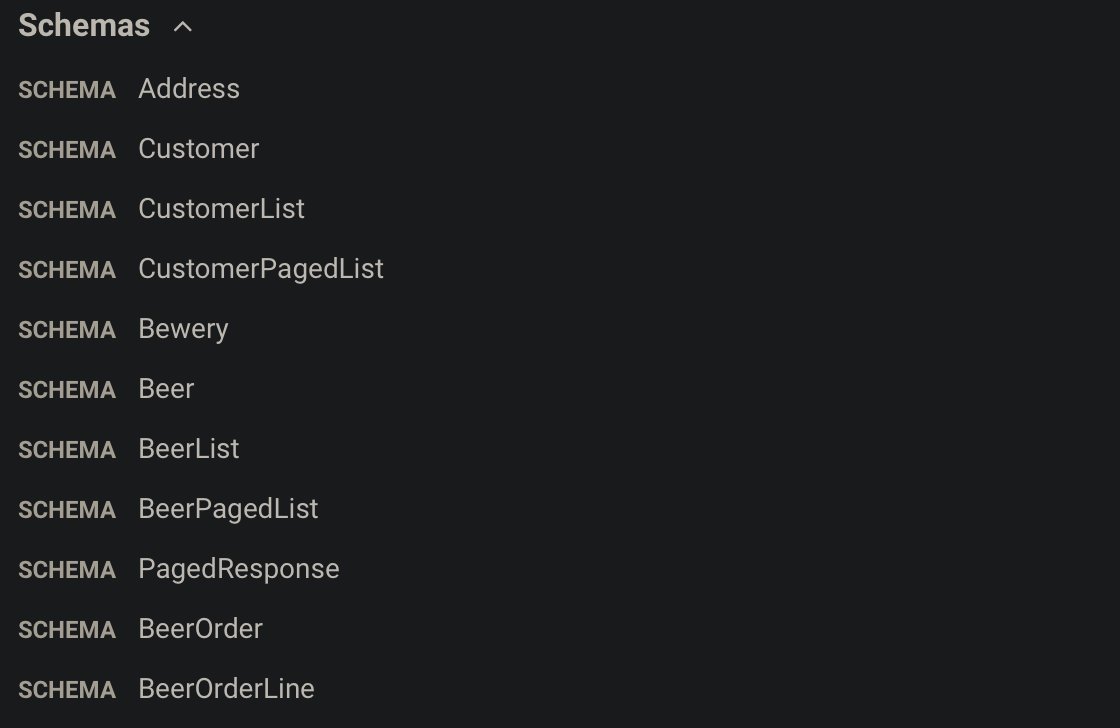 Schemas
SCHEMA Address
SCHEMA Customer
SCHEMA CustomerList
SCHEMA CustomerPagedList
SCHEMA Bewery
SCHEMA Beer
SCHEMA BeerList
SCHEMA BeerPagedList
SCHEMA PagedResponse
SCHEMA BeerOrder
SCHEMA BeerOrderLine